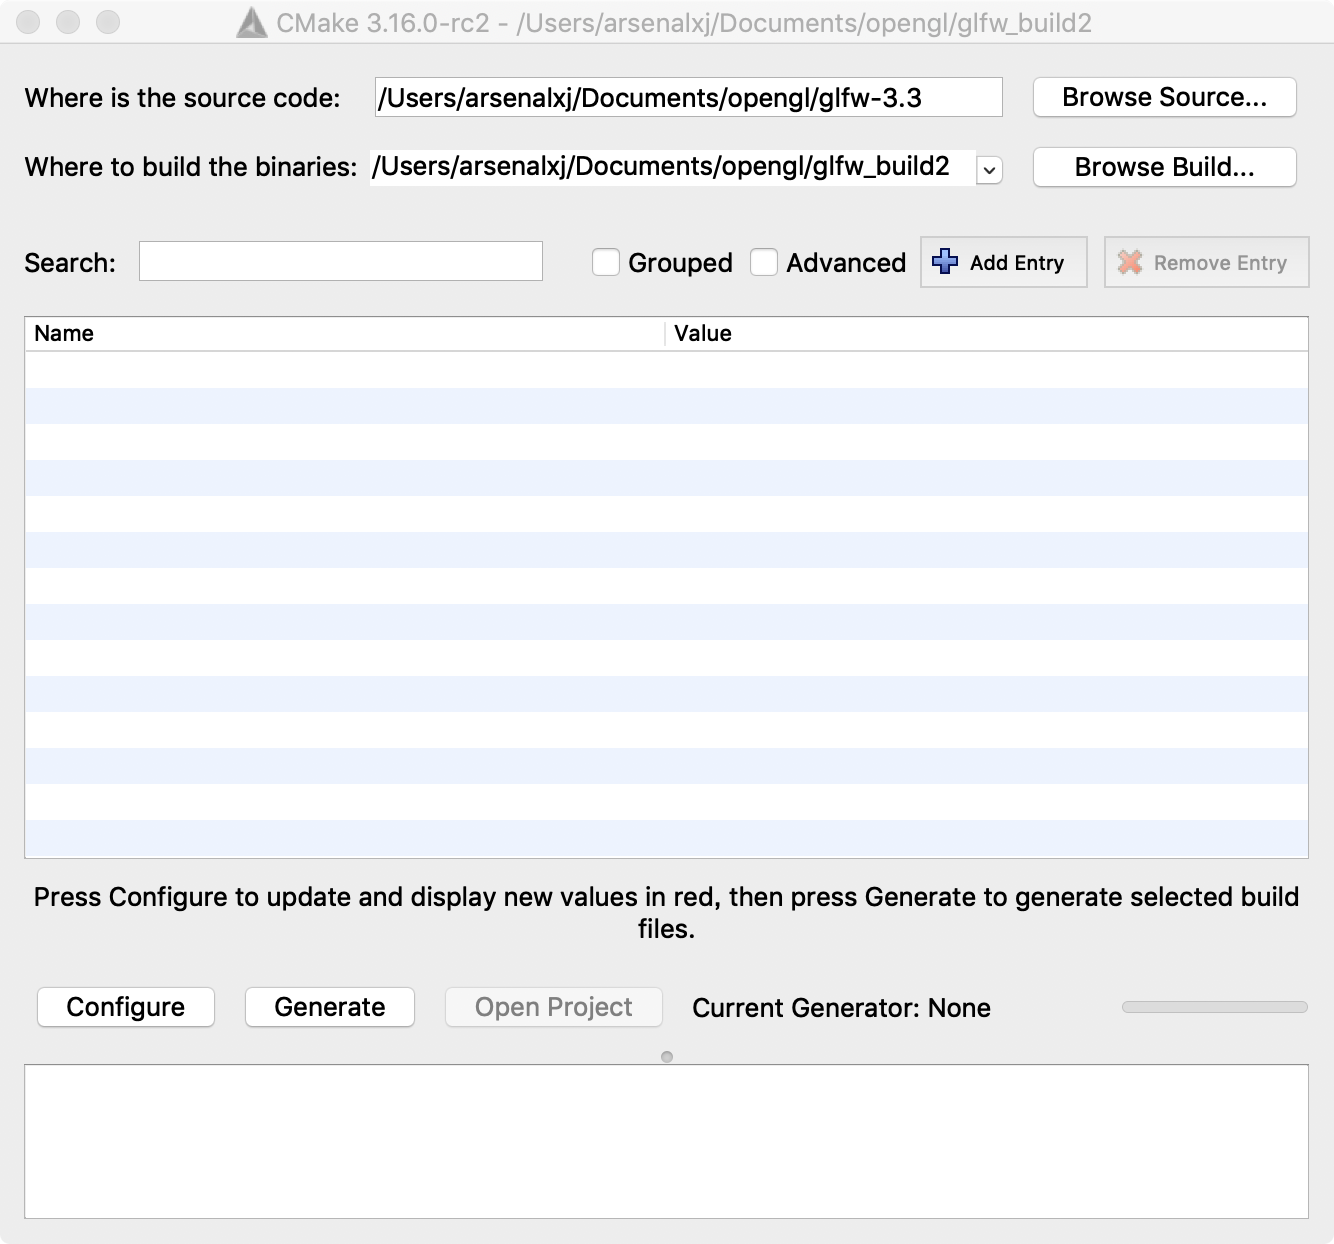 CMake 3.16.0-rc2 - /Users/arsenalxj/Documents/opengl/glfw_build2
Where is the source code: /Users/arsenalxj/Documents/opengl/glfw-3.3 Browse Source...
Where to build the binaries: /Users/arsenalxj/Documents/opengl/glfw_build2 Browse Build...
Search: Grouped Advanced Add Entry Remove Entry
Name Value
Press Configure to update and display new values in red, then press Generate to generate selected build
files.
Configure Generate Open Project Current Generator: None